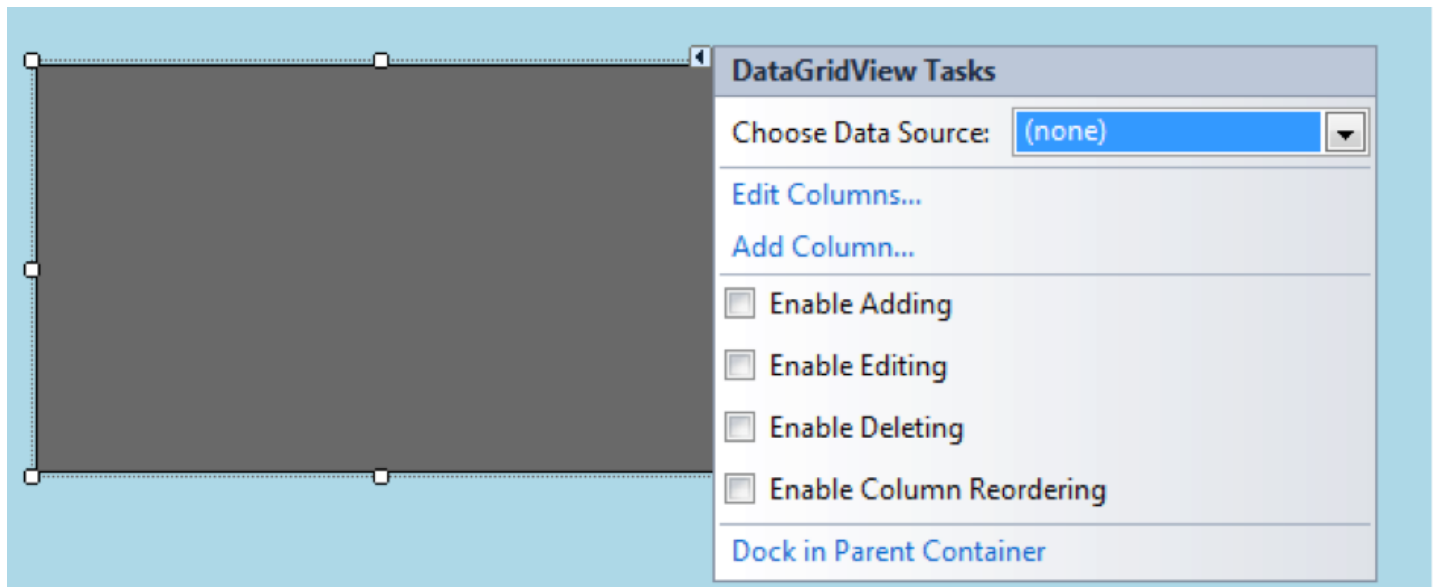 DataGridView Tasks
Choose Data Source: (none)
Edit Columns...
Add Column...
Enable Adding
Enable Editing
Enable Deleting
Enable Column Reordering
Dock in Parent Container